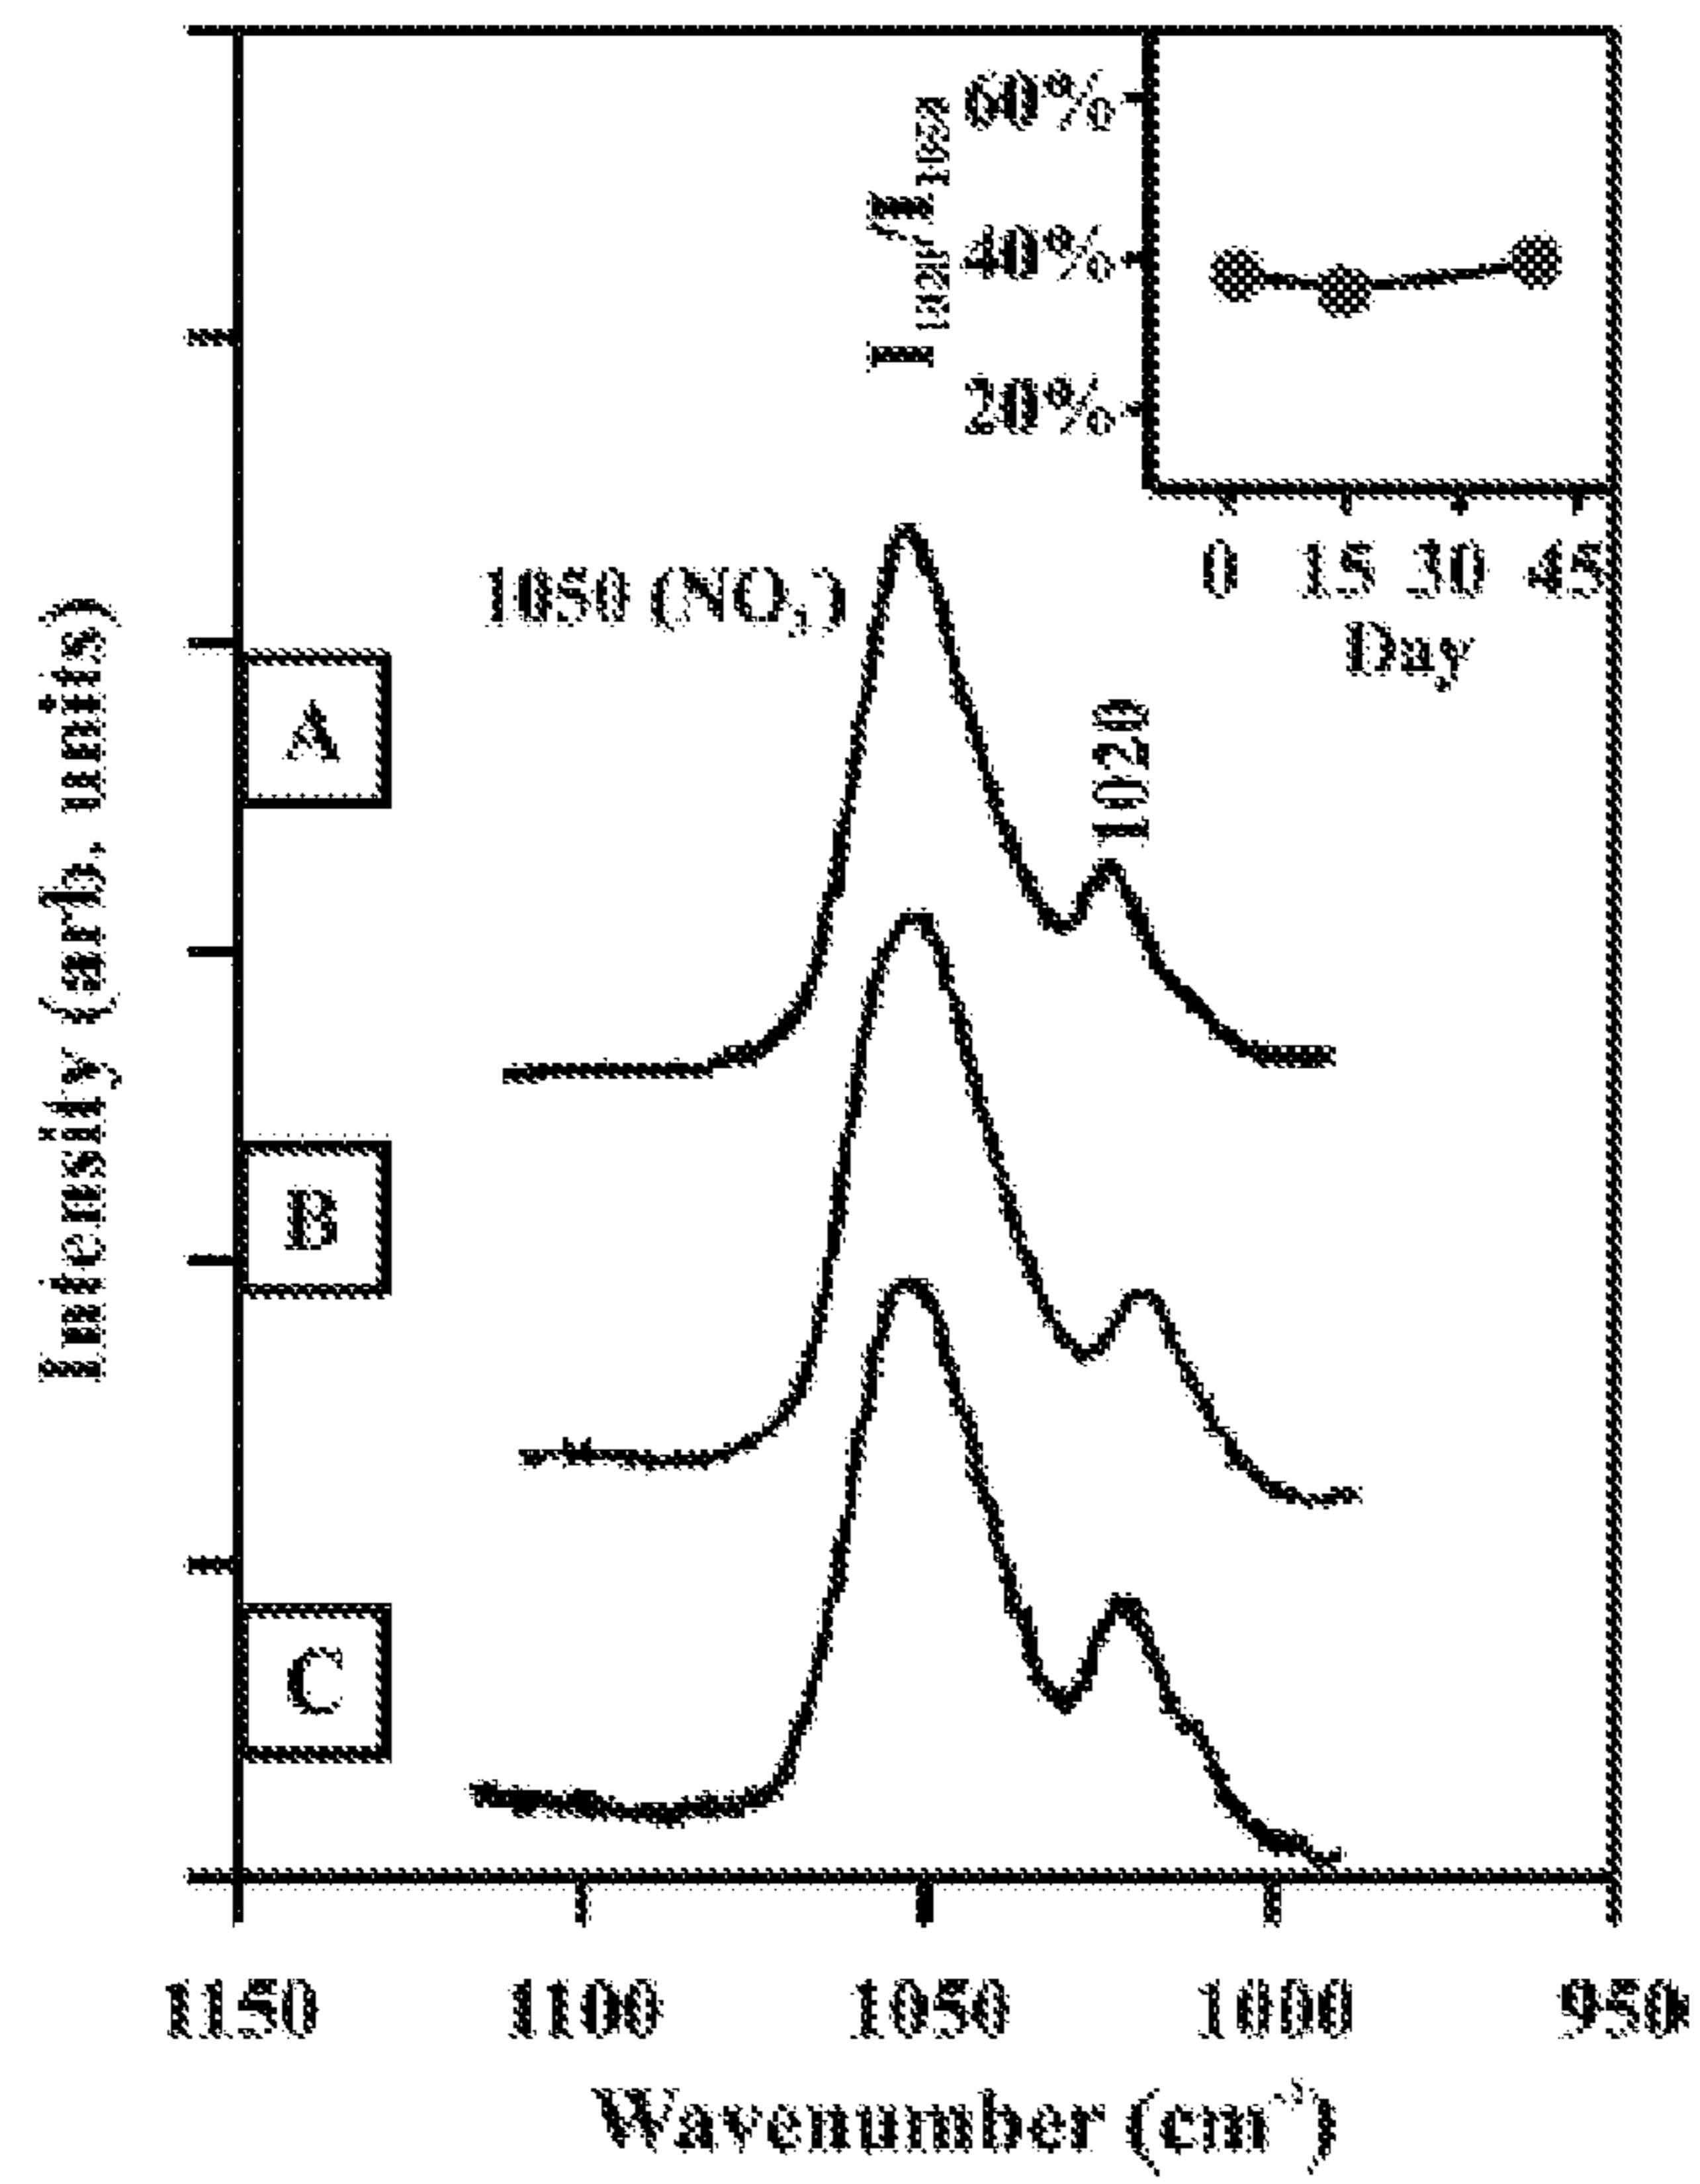 60%
40%
20%
I1020/I1050
0 15 30 45
Day
1050 (NO3)
1020
A
B
C
Intensity (arb. units)
1150 1100 1050 1000 950
Wavenumber (cm-1)